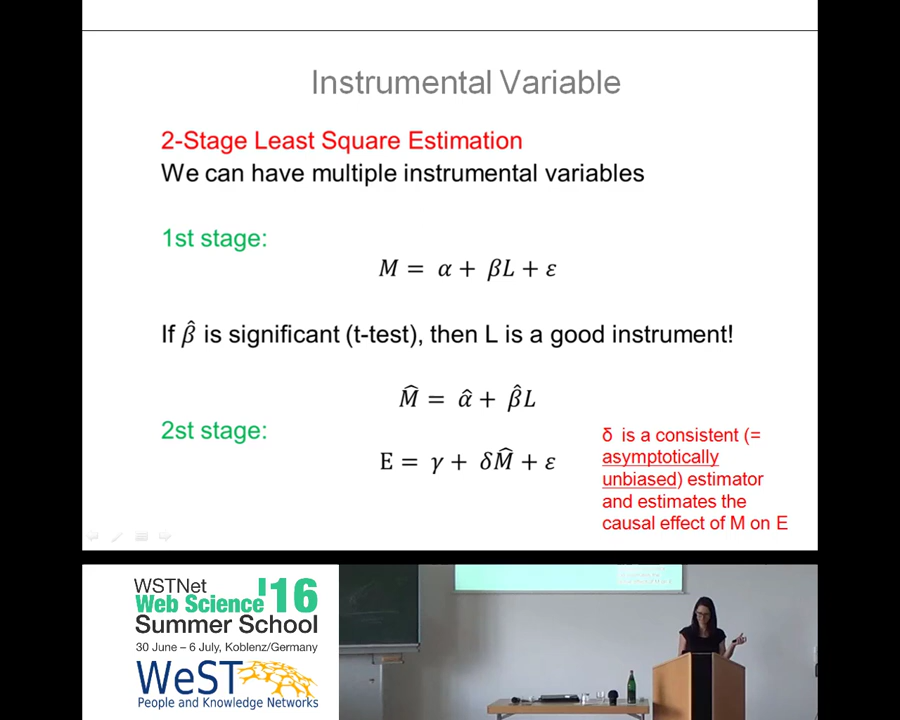 Instrumental Variable
2-Stage Least Square Estimation
We can have multiple instrumental variables
1st stage:
M = α + βL + ε
If β̂ is significant (t-test), then L is a good instrument!
M̂ = α̂ + β̂L
2st stage:
E = γ + δM̂ + ε
δ is a consistent (=
asymptotically
unbiased) estimator
and estimates the
causal effect of M on E
WSTNet
Web Science '16
Summer School
30 June – 6 July, Koblenz/Germany
WeST
People and Knowledge Networks